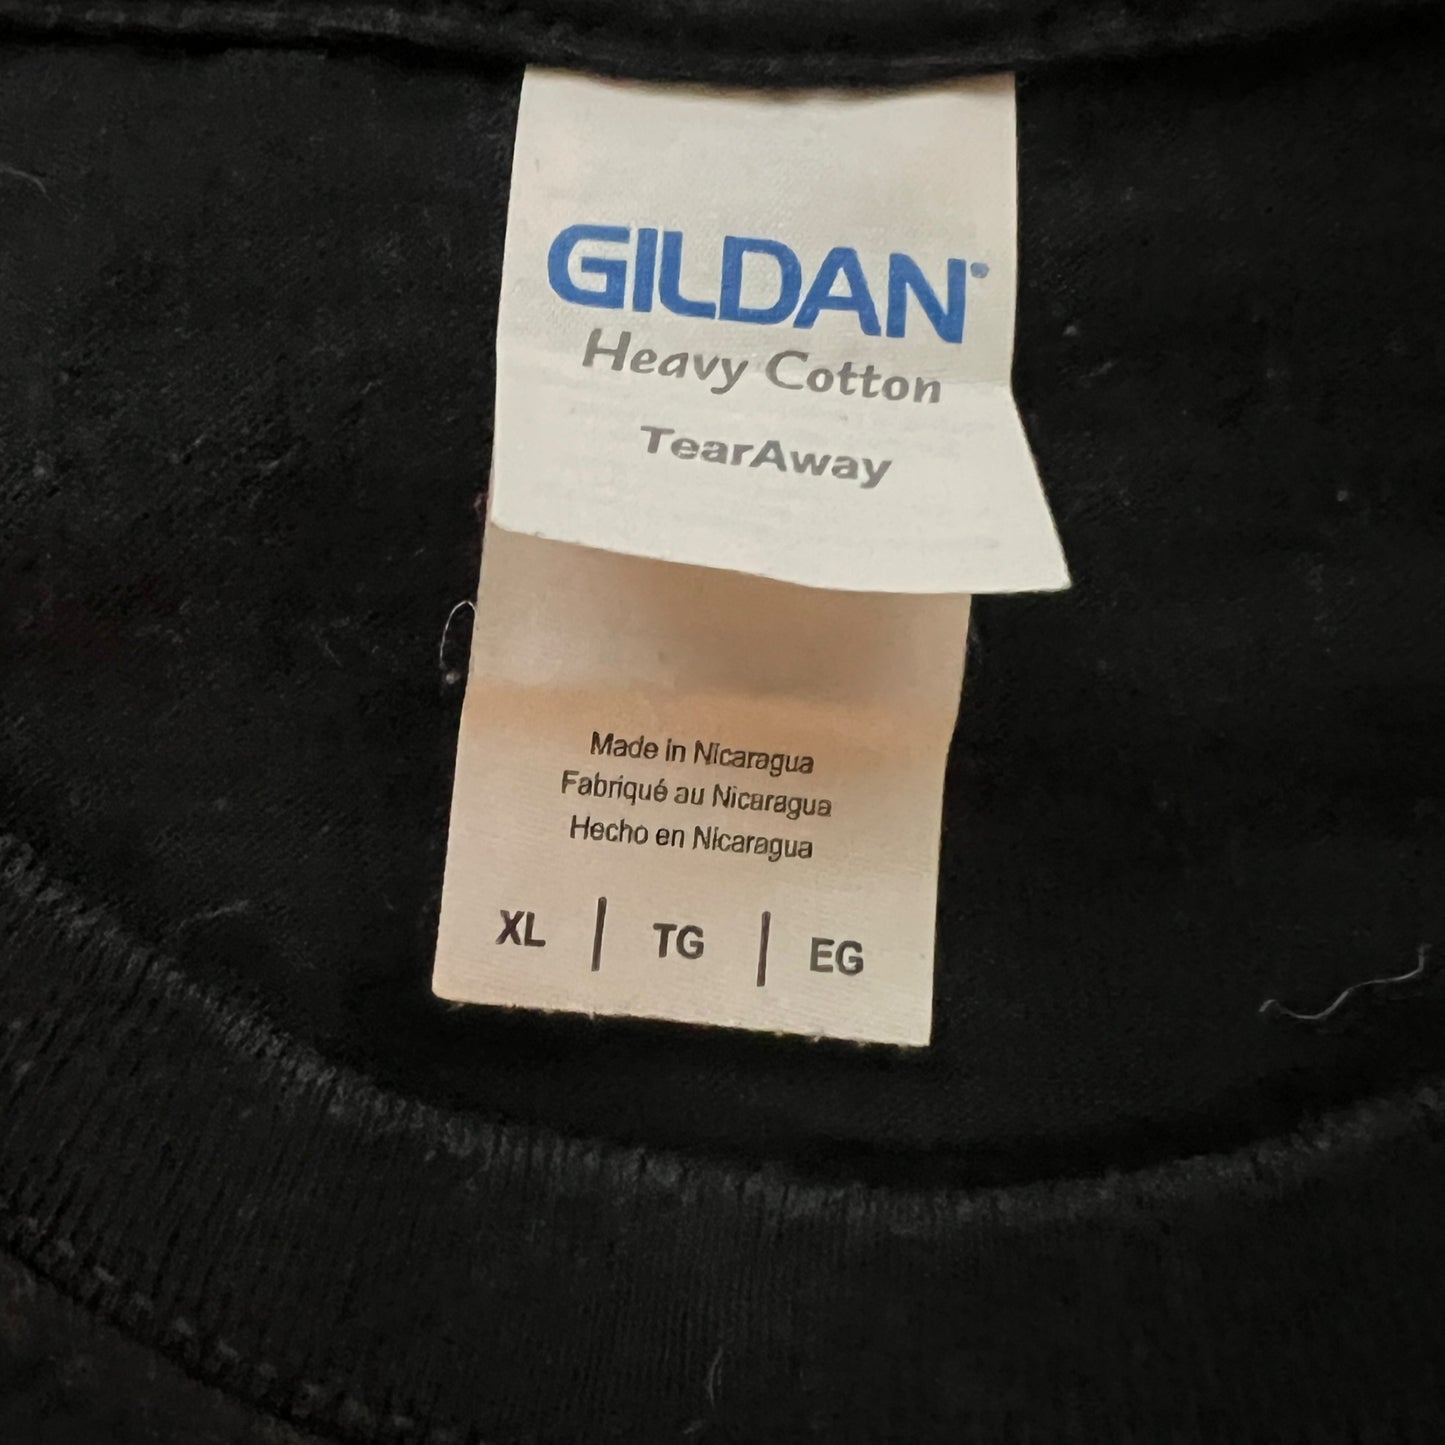 GILDAN®
Heavy Cotton
TearAway
Made in Nicaragua
Fabriqué au Nicaragua
Hecho en Nicaragua
XL | TG | EG